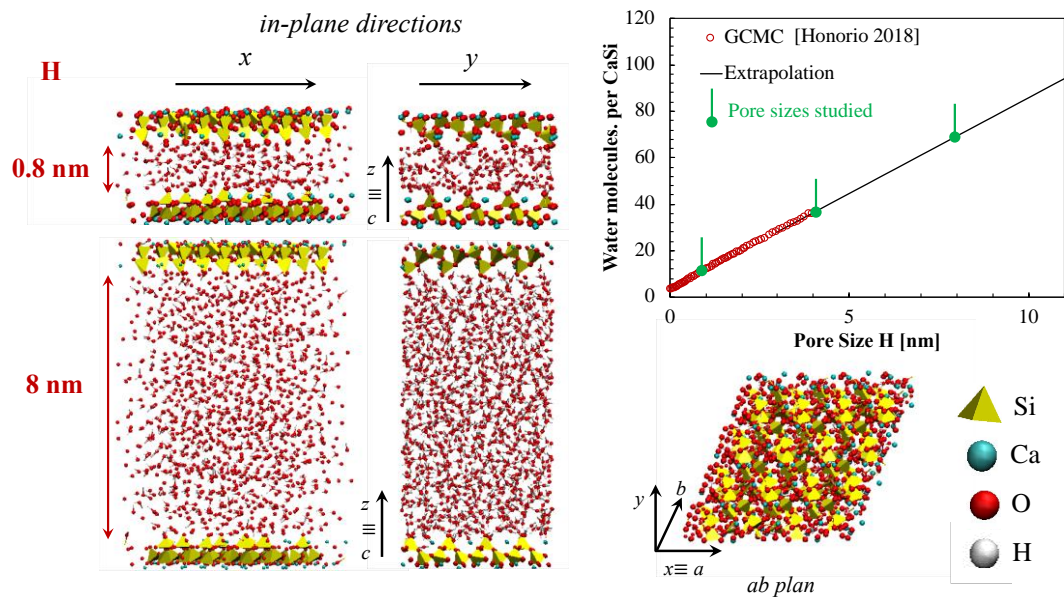 in-plane directions
H
x
y
0.8 nm
z
≡
c
8 nm
z
≡
c
120
100
80
60
40
20
0
Water molecules. per CaSi
GCMC [Honorio 2018]
Extrapolation
Pore sizes studied
0
5
10
Pore Size H [nm]
y
b
x≡ a
ab plan
Si
Ca
O
H